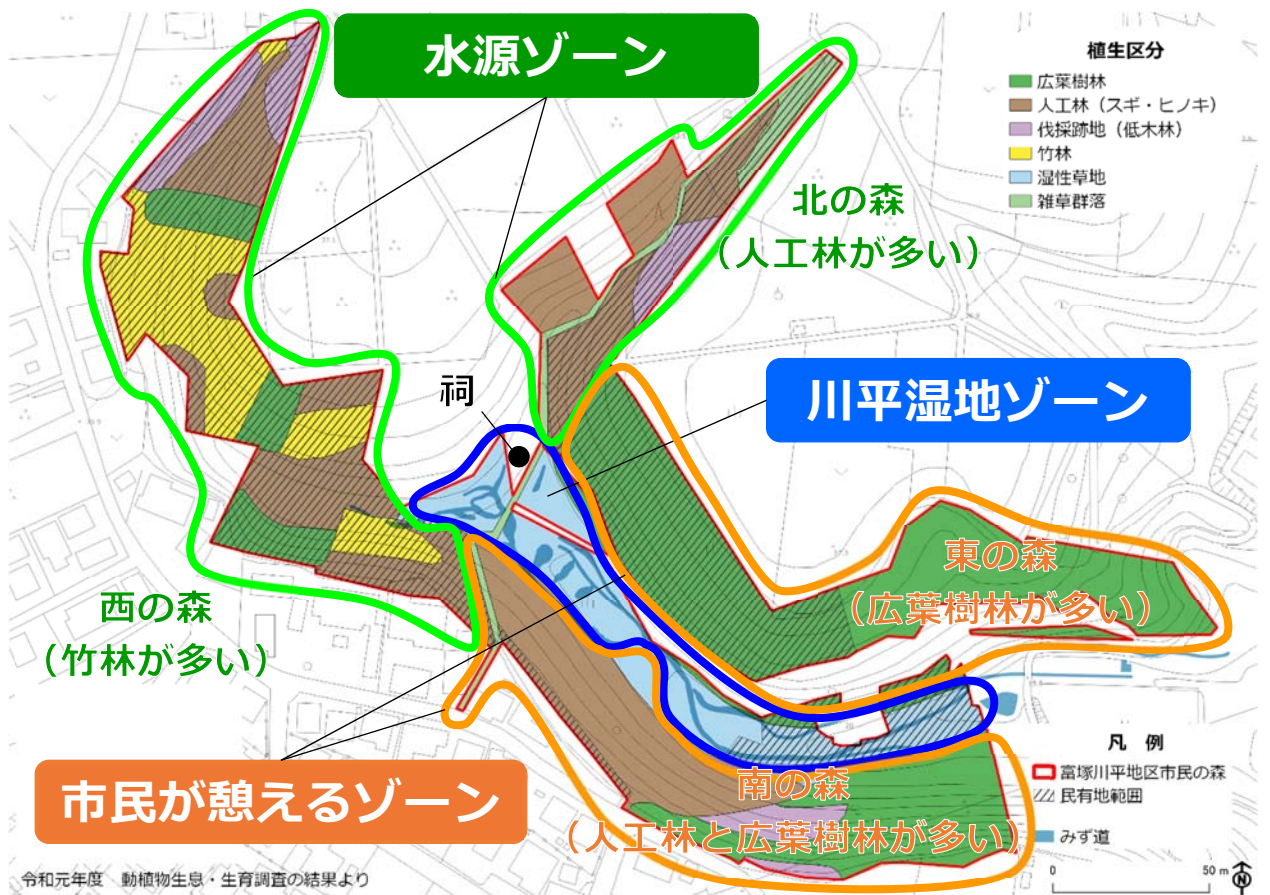 水源ゾーン
植生区分
広葉樹林
人工林（スギ・ヒノキ）
伐採跡地（低木林）
竹林
湿性草地
雑草群落
北の森
（人工林が多い）
祠
川平湿地ゾーン
東の森
（広葉樹林が多い）
西の森
（竹林が多い）
市民が憩えるゾーン
南の森
（人工林と広葉樹林が多い）
凡　例
富塚川平地区市民の森
民有地範囲
みず道
0　50 m
N
令和元年度　動植物生息・生育調査の結果より